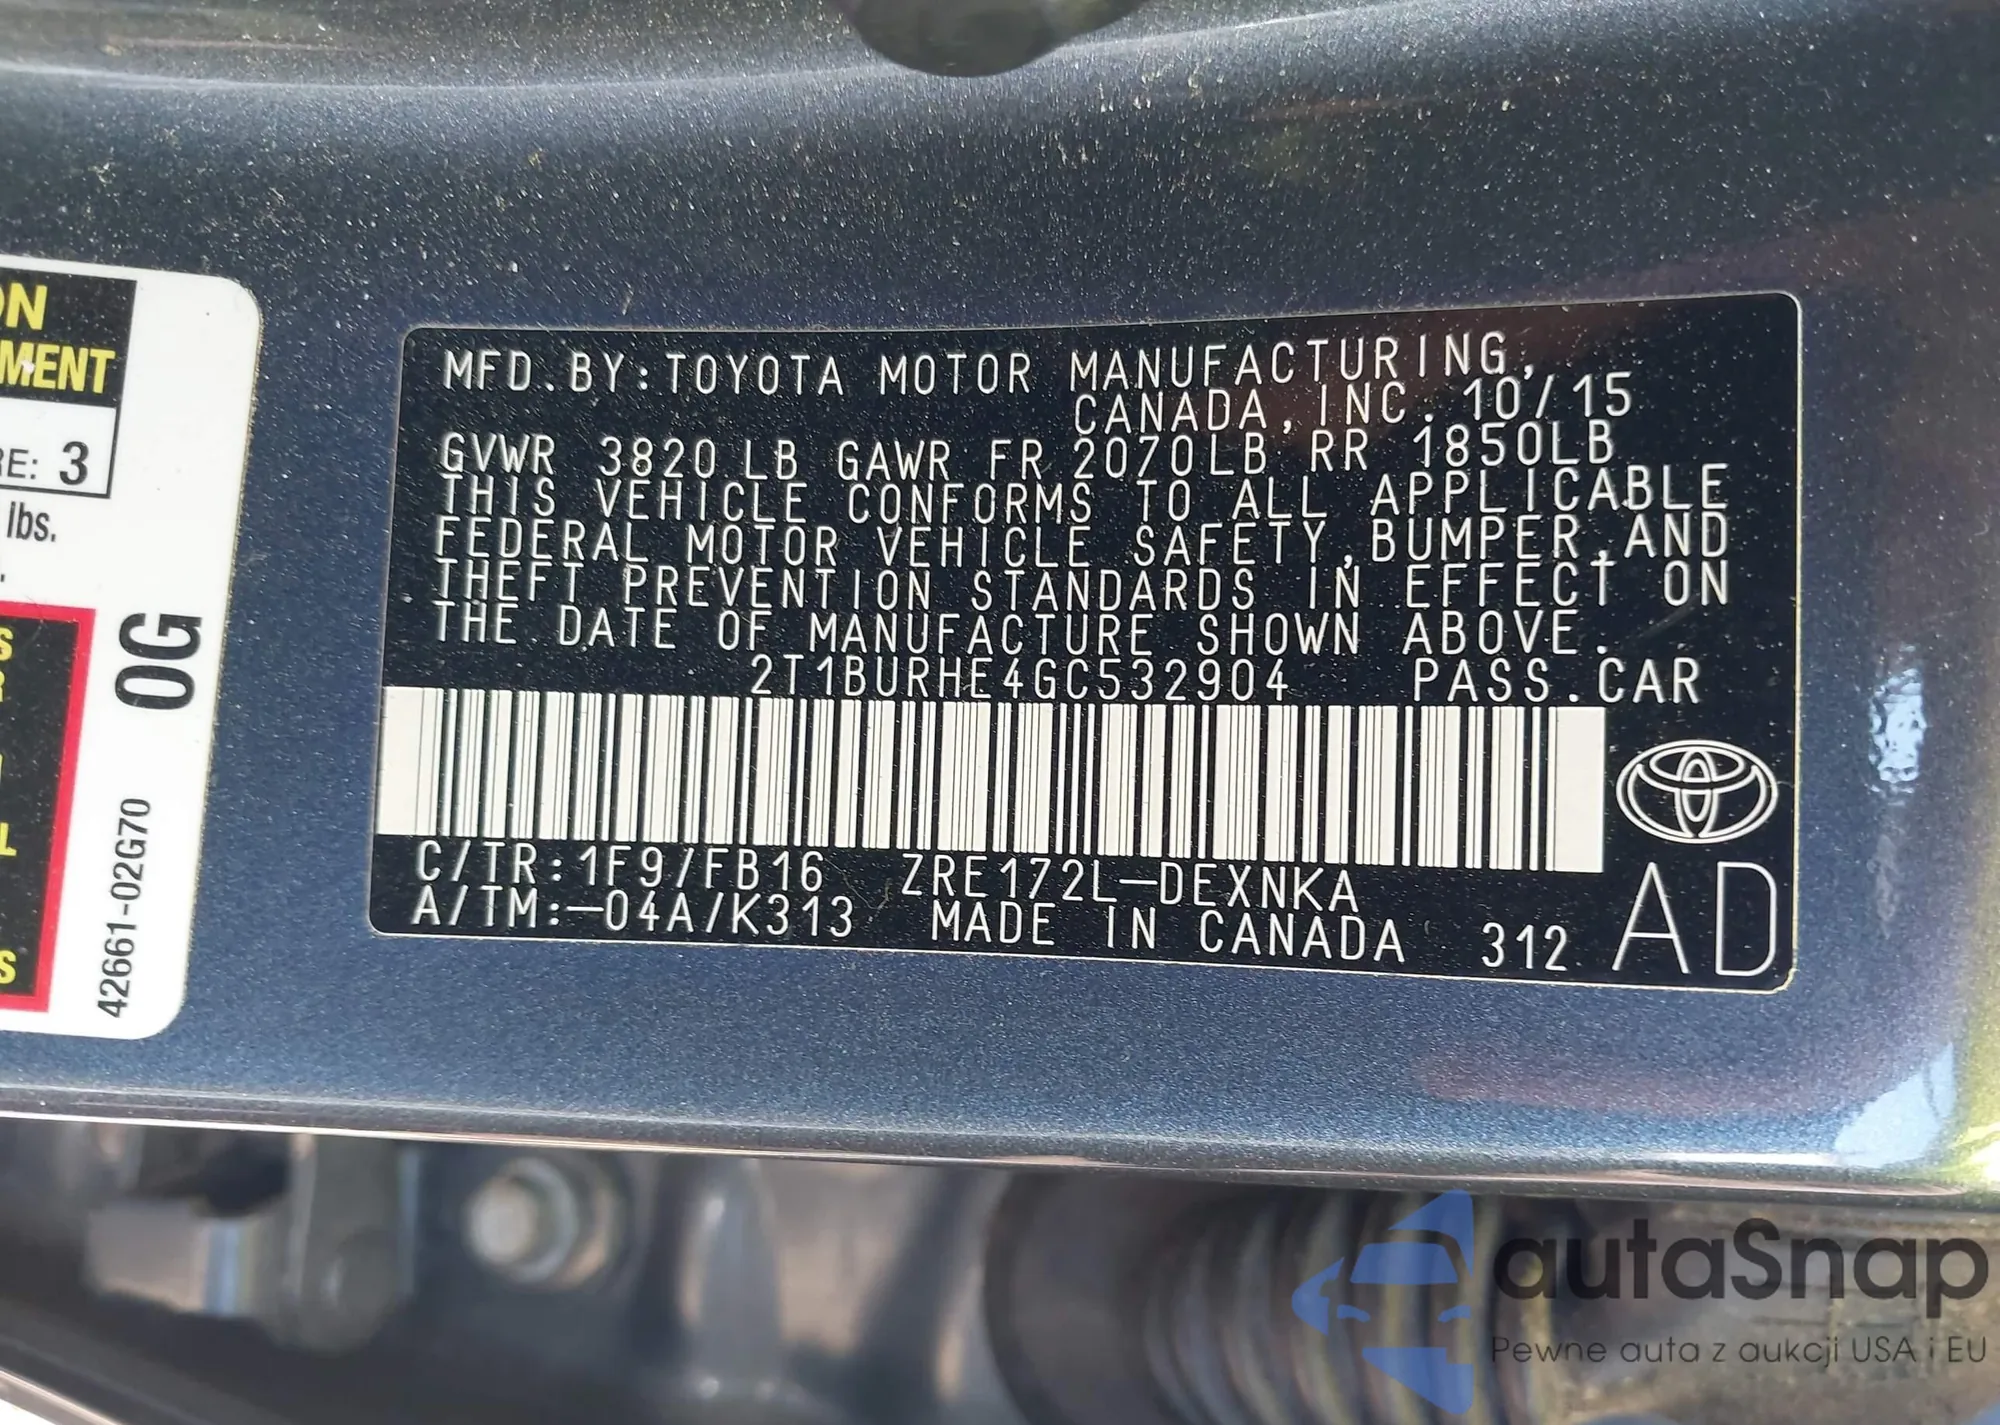 ON
MENT
RE: 3
lbs.
0G
42661-02G70
MFD.BY:TOYOTA MOTOR MANUFACTURING,
CANADA,INC. 10/15
GVWR 3820LB GAWR FR 2070LB RR 1850LB
THIS VEHICLE CONFORMS TO ALL APPLICABLE
FEDERAL MOTOR VEHICLE SAFETY,BUMPER,AND
THEFT PREVENTION STANDARDS IN EFFECT ON
THE DATE OF MANUFACTURE SHOWN ABOVE.
2T1BURHE4GC532904 PASS.CAR
C/TR:1F9/FB16 ZRE172L-DEXNKA
A/TM:-04A/K313 MADE IN CANADA 312
AD
autaSnap
Pewne auta z aukcji USA i EU